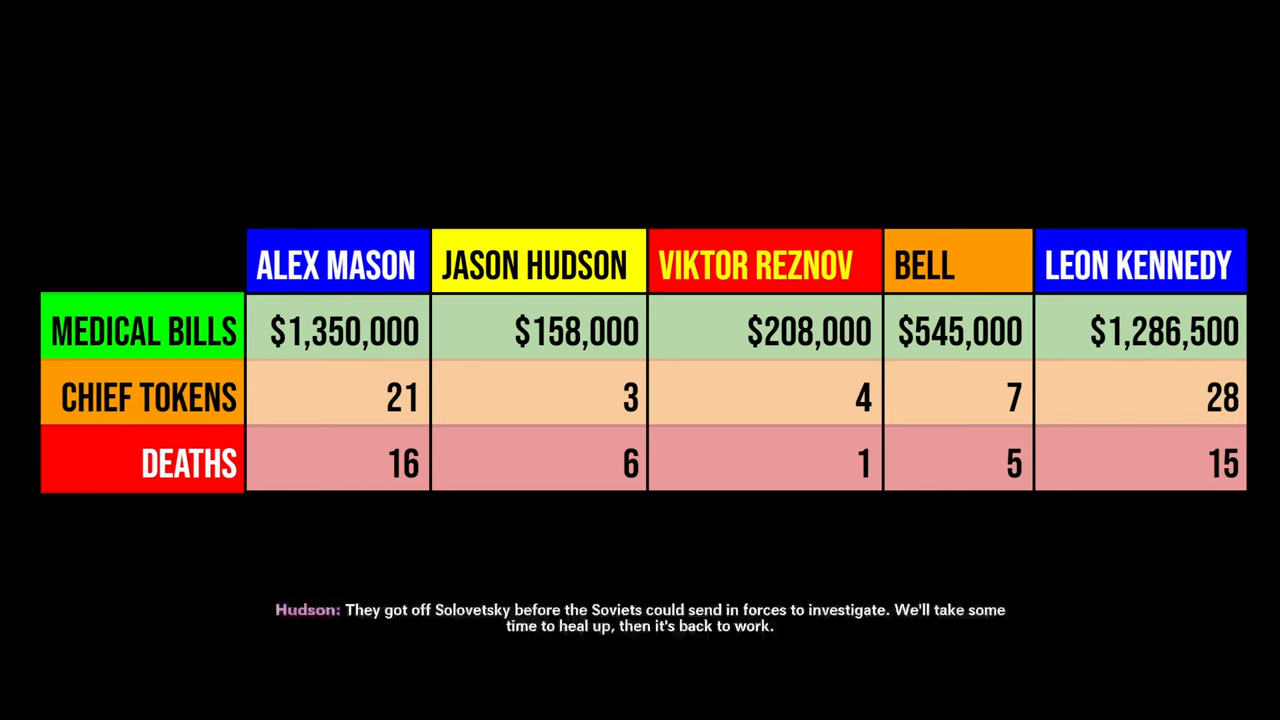 ALEX MASON JASON HUDSON VIKTOR REZNOV BELL LEON KENNEDY
MEDICAL BILLS $1,350,000 $158,000 $208,000 $545,000 $1,286,500
CHIEF TOKENS 21 3 4 7 28
DEATHS 16 6 1 5 15
Hudson: They got off Solovetsky before the Soviets could send in forces to investigate. We'll take some
time to heal up, then it's back to work.